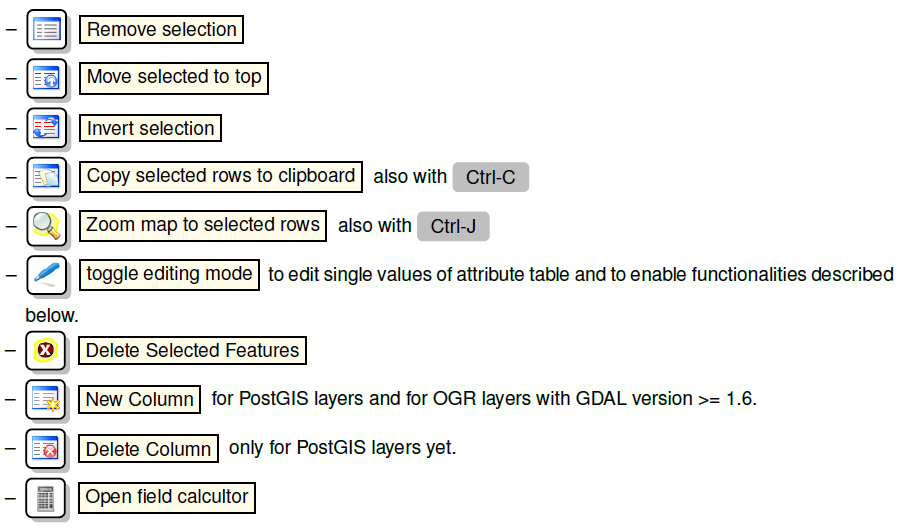 – Remove selection
– Move selected to top
– Invert selection
– Copy selected rows to clipboard also with Ctrl-C
– Zoom map to selected rows also with Ctrl-J
– toggle editing mode to edit single values of attribute table and to enable functionalities described
below.
– Delete Selected Features
– New Column for PostGIS layers and for OGR layers with GDAL version >= 1.6.
– Delete Column only for PostGIS layers yet.
– Open field calcultor